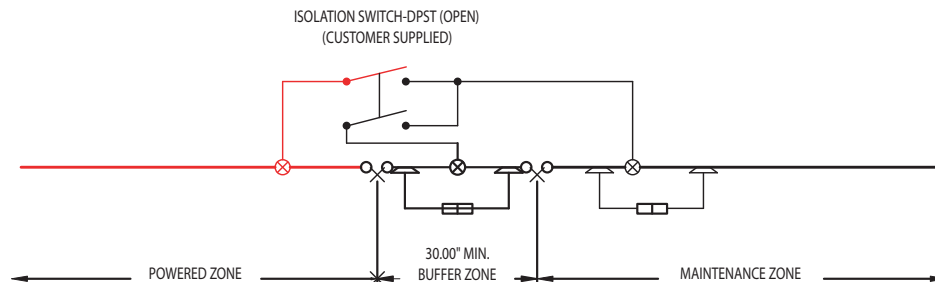 ISOLATION SWITCH-DPST (OPEN)
(CUSTOMER SUPPLIED)
POWERED ZONE
30.00" MIN.
BUFFER ZONE
MAINTENANCE ZONE